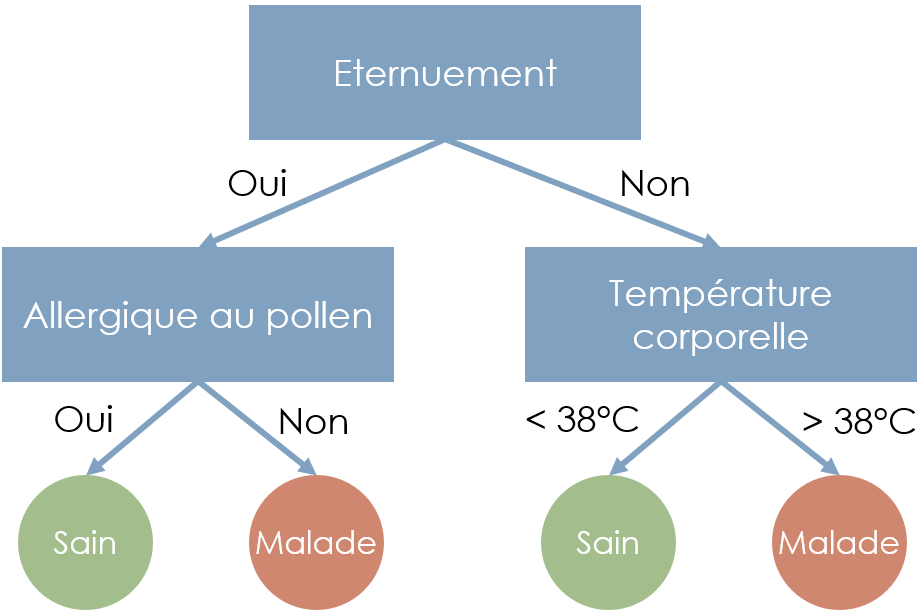 Eternuement
Oui
Non
Allergique au pollen
Température
corporelle
Oui
Non
< 38°C
> 38°C
Sain
Malade
Sain
Malade